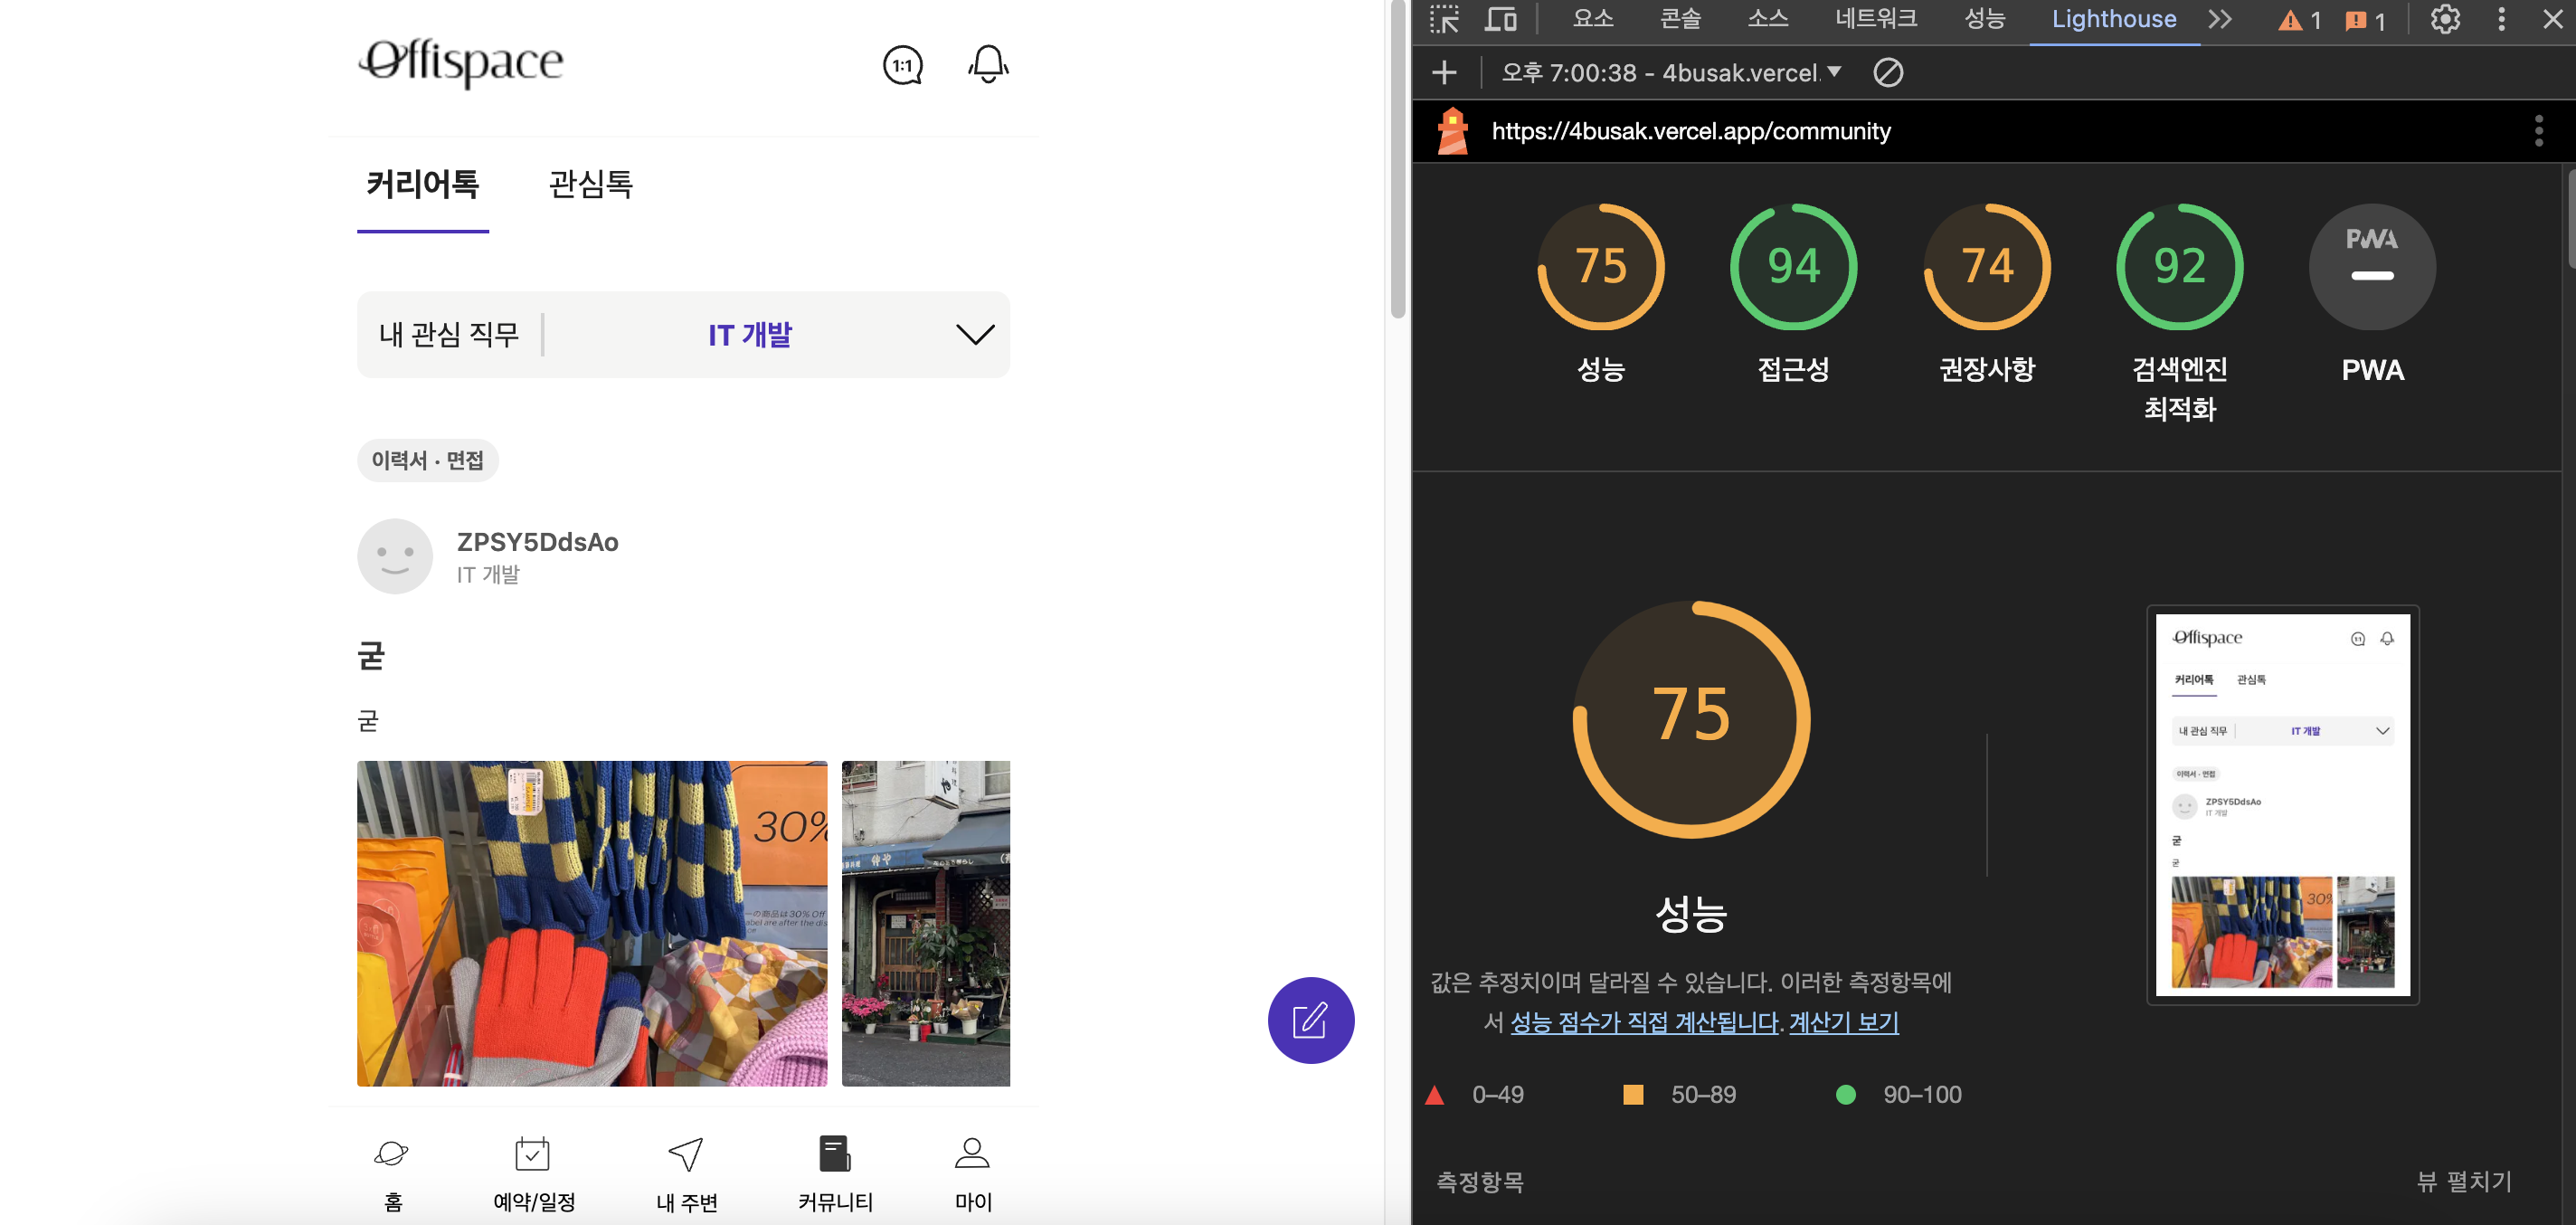 Offispace
1:1
커리어톡
관심톡
내 관심 직무
IT 개발
이력서 · 면접
ZPSY5DdsAo
IT 개발
굳
굳
30%
の商品は30% Off
홈
예약/일정
내 주변
커뮤니티
마이
요소
콘솔
소스
네트워크
성능
Lighthouse
1
1
오후 7:00:38 - 4busak.vercel.
https://4busak.vercel.app/community
75
94
74
92
PWA
성능
접근성
권장사항
검색엔진
최적화
PWA
75
성능
값은 추정치이며 달라질 수 있습니다. 이러한 측정항목에
서 성능 점수가 직접 계산됩니다. 계산기 보기
0–49
50–89
90–100
Offispace
커리어톡
관심톡
내 관심 직무
IT 개발
이력서 · 면접
ZPSY5DdsAo
IT 개발
굳
굳
30%
측정항목
뷰 펼치기